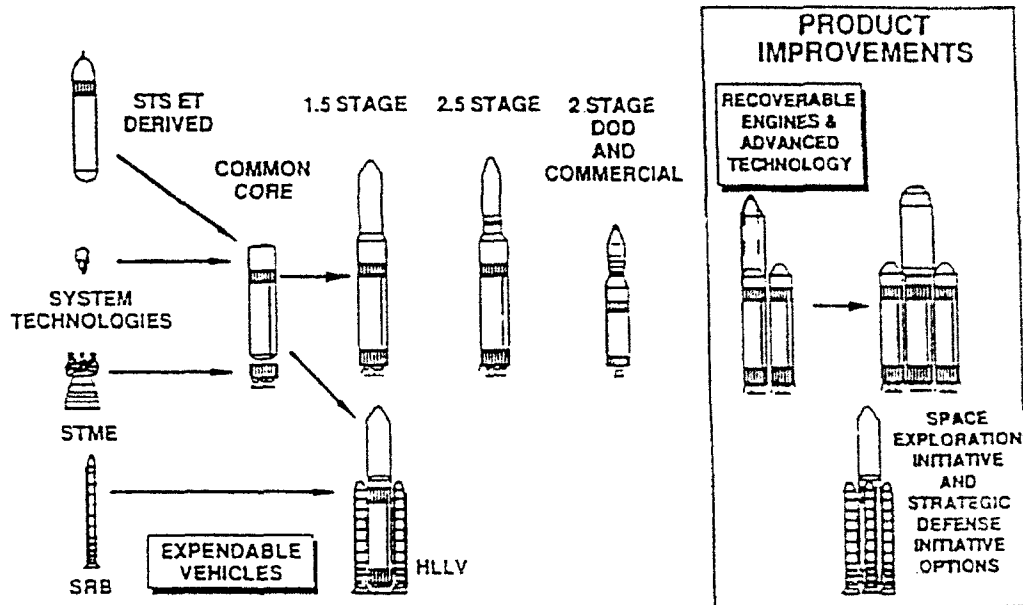 STS ET
DERIVED
COMMON
CORE
1.5 STAGE
2.5 STAGE
2 STAGE
DOD
AND
COMMERCIAL
SYSTEM
TECHNOLOGIES
STME
SRB
EXPENDABLE
VEHICLES
HLLV
PRODUCT
IMPROVEMENTS
RECOVERABLE
ENGINES &
ADVANCED
TECHNOLOGY
SPACE
EXPLORATION
INITIATIVE
AND
STRATEGIC
DEFENSE
INITIATIVE
OPTIONS